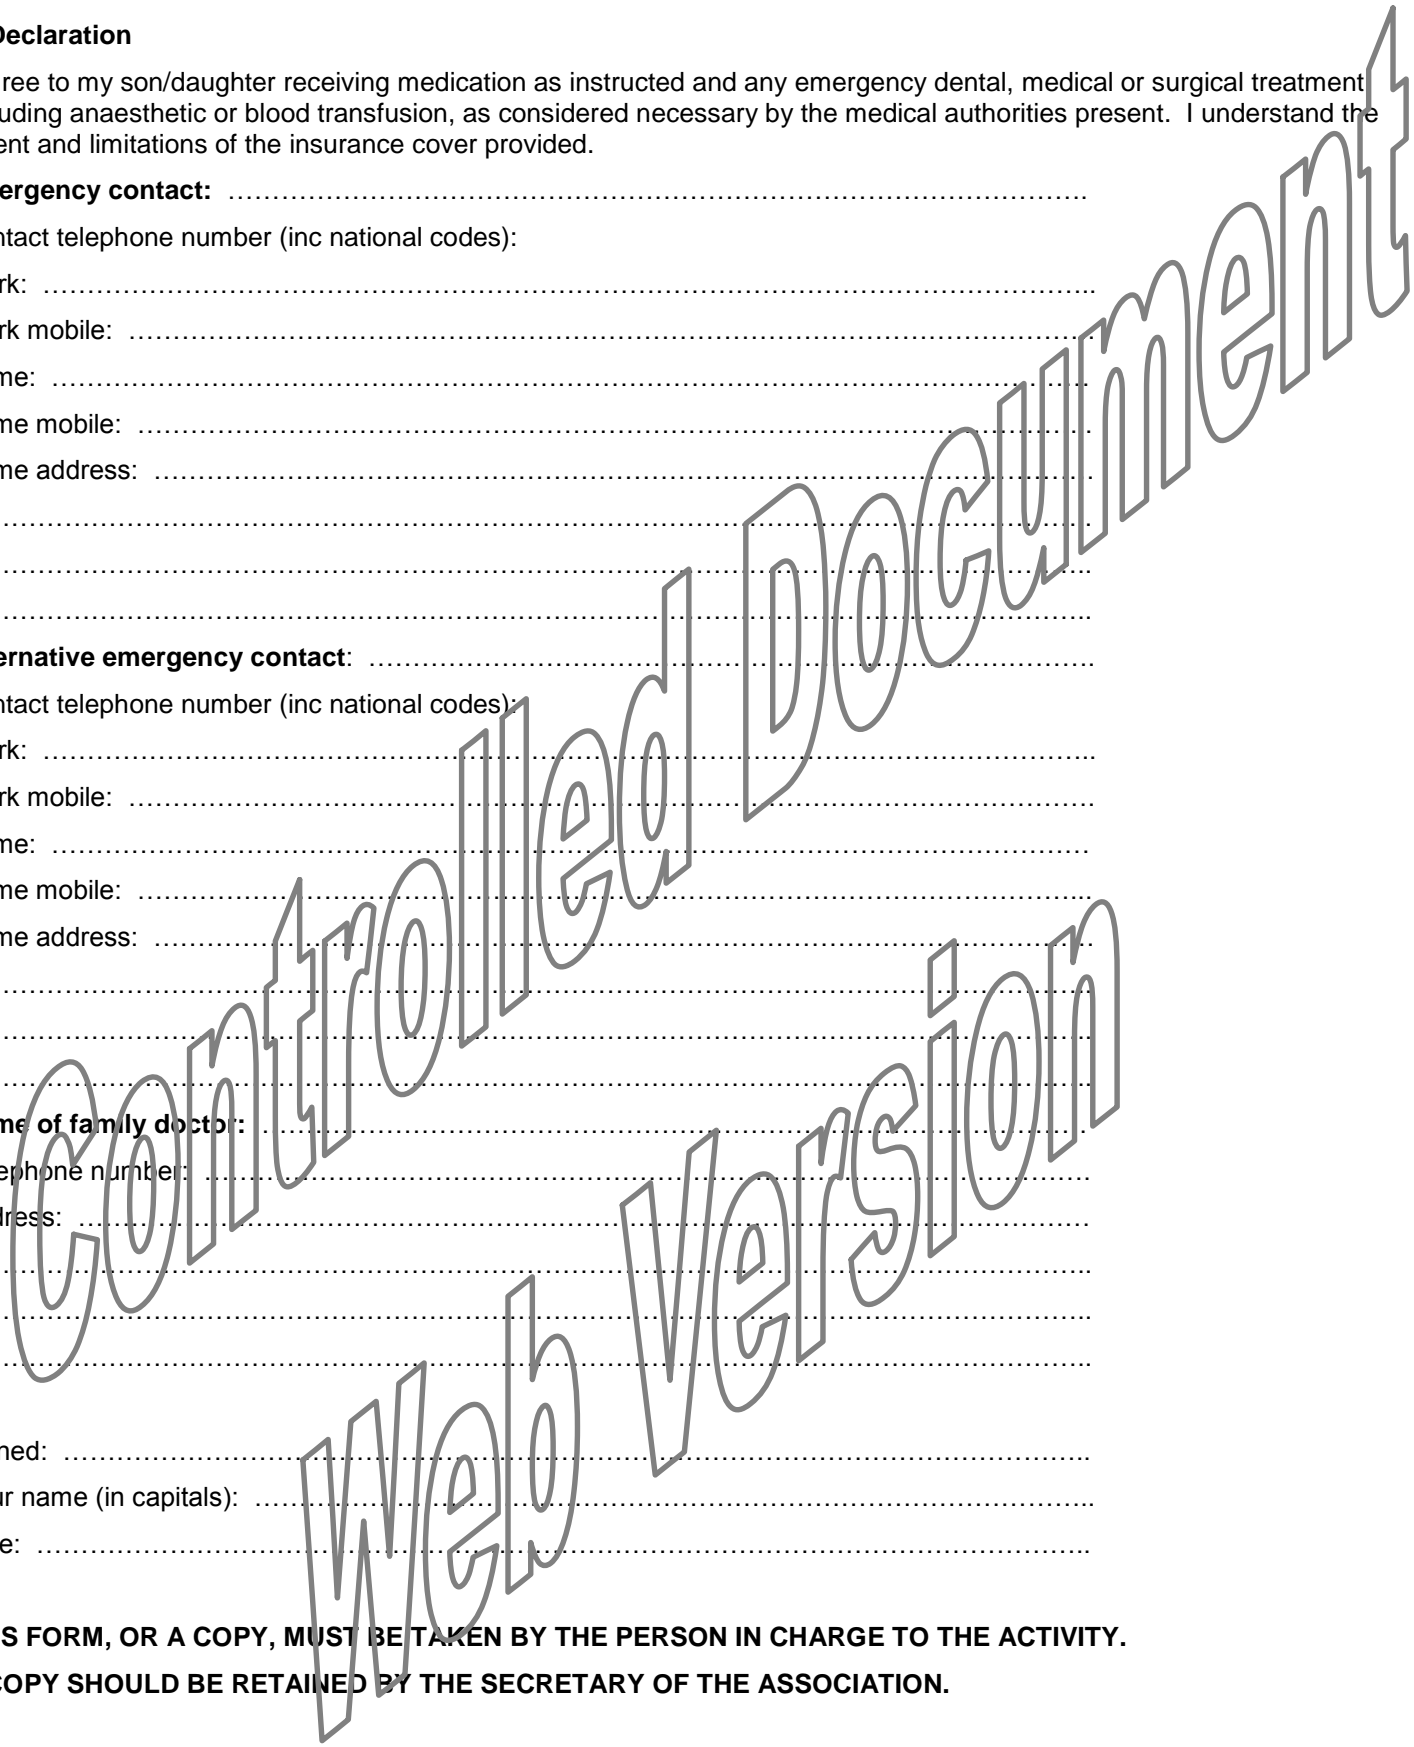 Declaration
ree to my son/daughter receiving medication as instructed and any emergency dental, medical or surgical treatment
uding anaesthetic or blood transfusion, as considered necessary by the medical authorities present. I understand the
ent and limitations of the insurance cover provided.
ergency contact: ……………………………………………………………………………………….
ntact telephone number (inc national codes):
rk: …………………………………………………………………………………………………………..
rk mobile: ………………………………………………………………………………………………….
me: …………………………………………………………………………………………………………
me mobile: …………………………………………………………………………………………………
me address: ……………………………………………………………………………………………….
……………………………………………………………………………………………………………….
……………………………………………………………………………………………………………….
……………………………………………………………………………………………………………….
ernative emergency contact: ……………………………………………………………………….
ntact telephone number (inc national codes):
rk: …………………………………………………………………………………………………………..
rk mobile: ………………………………………………………………………………………………….
me: …………………………………………………………………………………………………………
me mobile: …………………………………………………………………………………………………
me address: ……………………………………………………………………………………………….
……………………………………………………………………………………………………………….
……………………………………………………………………………………………………………….
……………………………………………………………………………………………………………….
me of family doctor: …………………………………………………………………………………
ephone number: ………………………………………………………………………………………….
dress: ………………………………………………………………………………………………………
……………………………………………………………………………………………………………….
……………………………………………………………………………………………………………….
……………………………………………………………………………………………………………….
ned: ……………………………………………………………………………………………………….
ur name (in capitals): ……………………………………………………………………………………...
e: ………………………………………………………………………………………………………….
S FORM, OR A COPY, MUST BE TAKEN BY THE PERSON IN CHARGE TO THE ACTIVITY.
COPY SHOULD BE RETAINED BY THE SECRETARY OF THE ASSOCIATION.
Controlled Document
Web Version